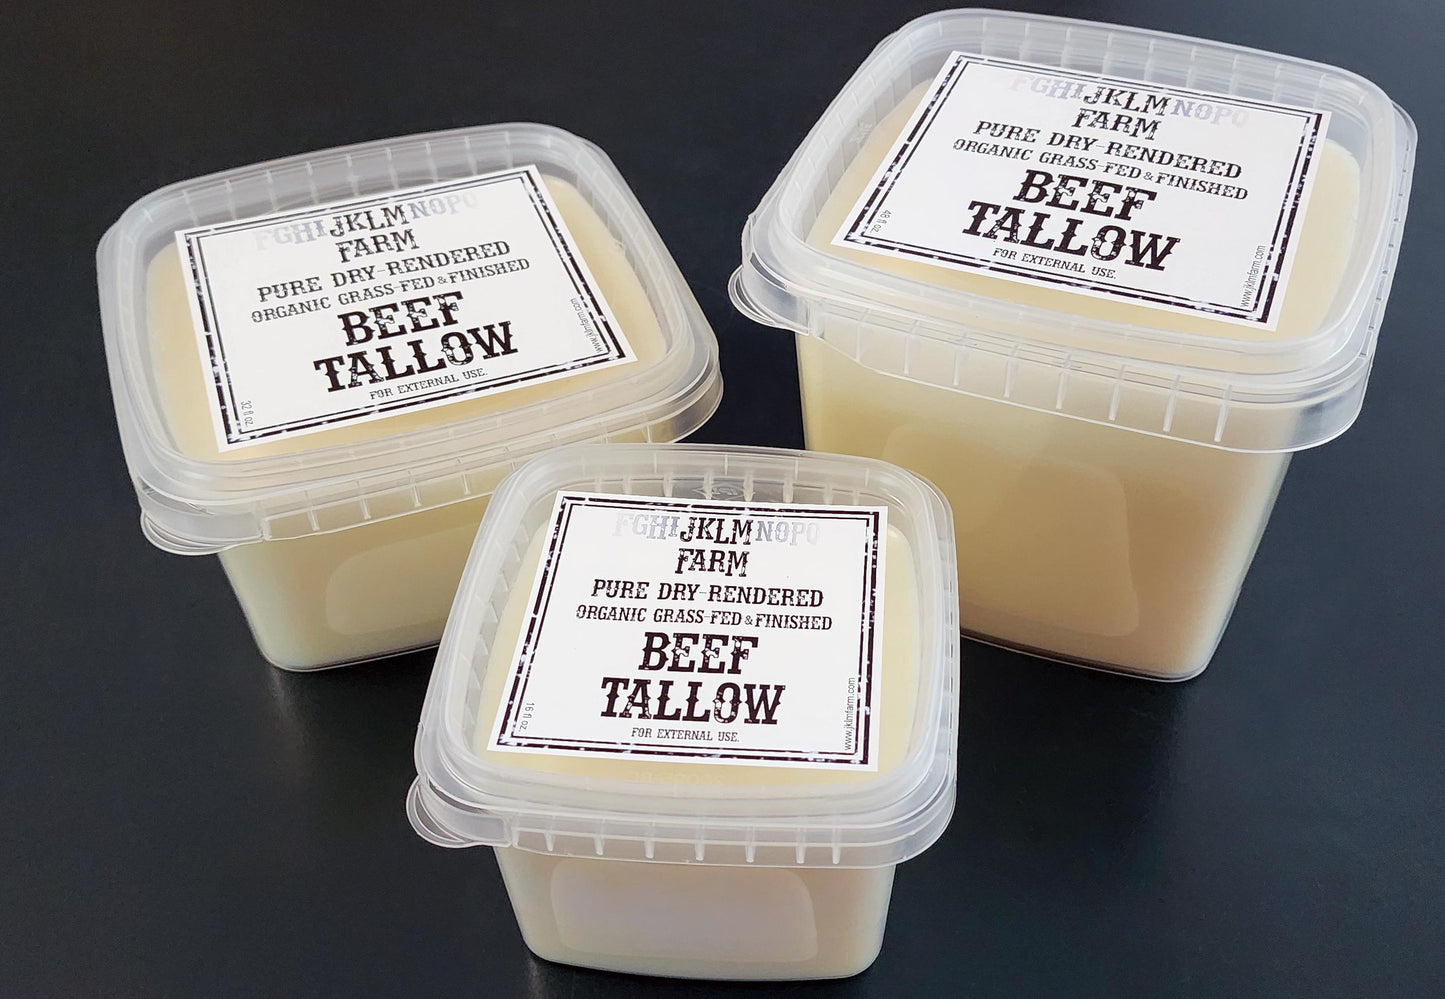 FGHIJKLMNOPQ
FARM
PURE DRY-RENDERED
ORGANIC GRASS-FED & FINISHED
BEEF
TALLOW
FOR EXTERNAL USE.
32 fl oz.
www.jklmfarm.com
FGHIJKLMNOPQ
FARM
PURE DRY-RENDERED
ORGANIC GRASS-FED & FINISHED
BEEF
TALLOW
FOR EXTERNAL USE.
48 fl oz.
www.jklmfarm.com
FGHIJKLMNOPQ
FARM
PURE DRY-RENDERED
ORGANIC GRASS-FED & FINISHED
BEEF
TALLOW
FOR EXTERNAL USE.
16 fl oz.
www.jklmfarm.com